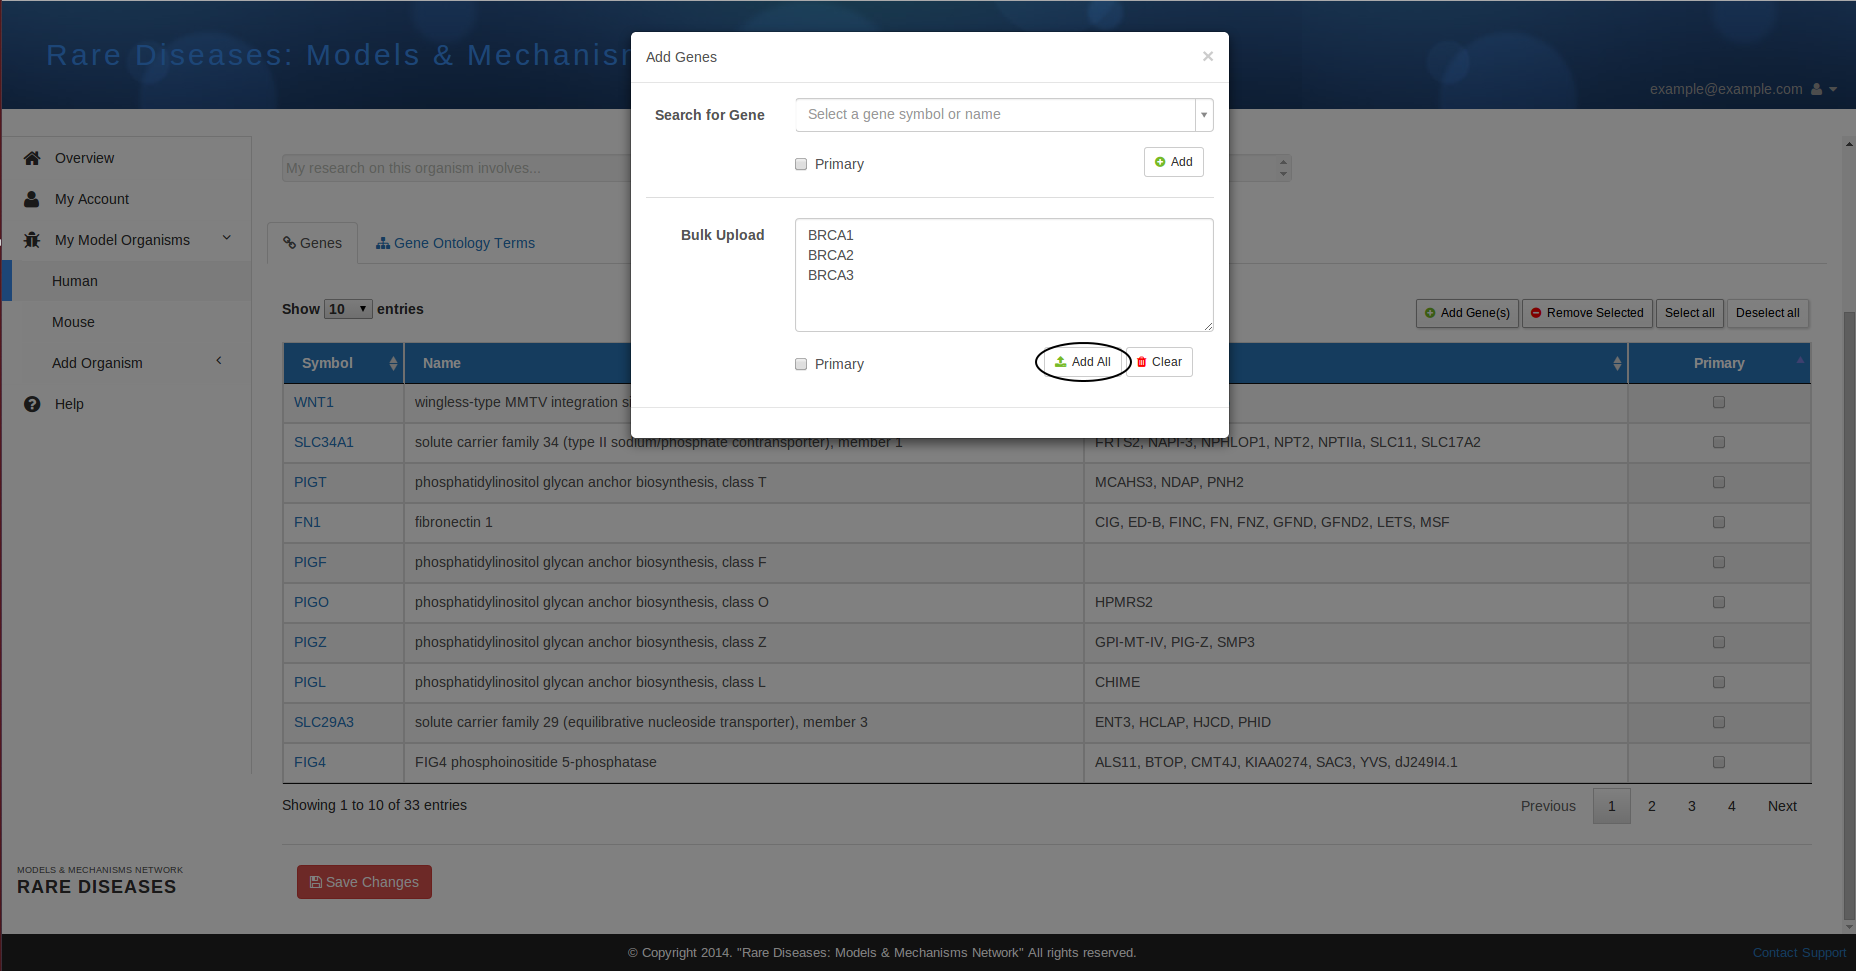 Rare Diseases: Models & Mechanism
example@example.com
Overview
My Account
My Model Organisms
Human
Mouse
Add Organism
Help
MODELS & MECHANISMS NETWORK
RARE DISEASES
Add Genes
×
Search for Gene
Select a gene symbol or name
Primary
Add
Bulk Upload
BRCA1
BRCA2
BRCA3
Primary
Add All
Clear
My research on this organism involves...
Genes
Gene Ontology Terms
Show 10 entries
Add Gene(s)
Remove Selected
Select all
Deselect all
Symbol Name Primary
WNT1 wingless-type MMTV integration
SLC34A1 solute carrier family 34 (type II sodium/phosphate contransporter), member 1 FRTS2, NAPI-3, NPHLOP1, NPT2, NPTIIa, SLC11, SLC17A2
PIGT phosphatidylinositol glycan anchor biosynthesis, class T MCAHS3, NDAP, PNH2
FN1 fibronectin 1 CIG, ED-B, FINC, FN, FNZ, GFND, GFND2, LETS, MSF
PIGF phosphatidylinositol glycan anchor biosynthesis, class F
PIGO phosphatidylinositol glycan anchor biosynthesis, class O HPMRS2
PIGZ phosphatidylinositol glycan anchor biosynthesis, class Z GPI-MT-IV, PIG-Z, SMP3
PIGL phosphatidylinositol glycan anchor biosynthesis, class L CHIME
SLC29A3 solute carrier family 29 (equilibrative nucleoside transporter), member 3 ENT3, HCLAP, HJCD, PHID
FIG4 FIG4 phosphoinositide 5-phosphatase ALS11, BTOP, CMT4J, KIAA0274, SAC3, YVS, dJ249I4.1
Showing 1 to 10 of 33 entries
Previous 1 2 3 4 Next
Save Changes
© Copyright 2014. "Rare Diseases: Models & Mechanisms Network" All rights reserved.
Contact Support